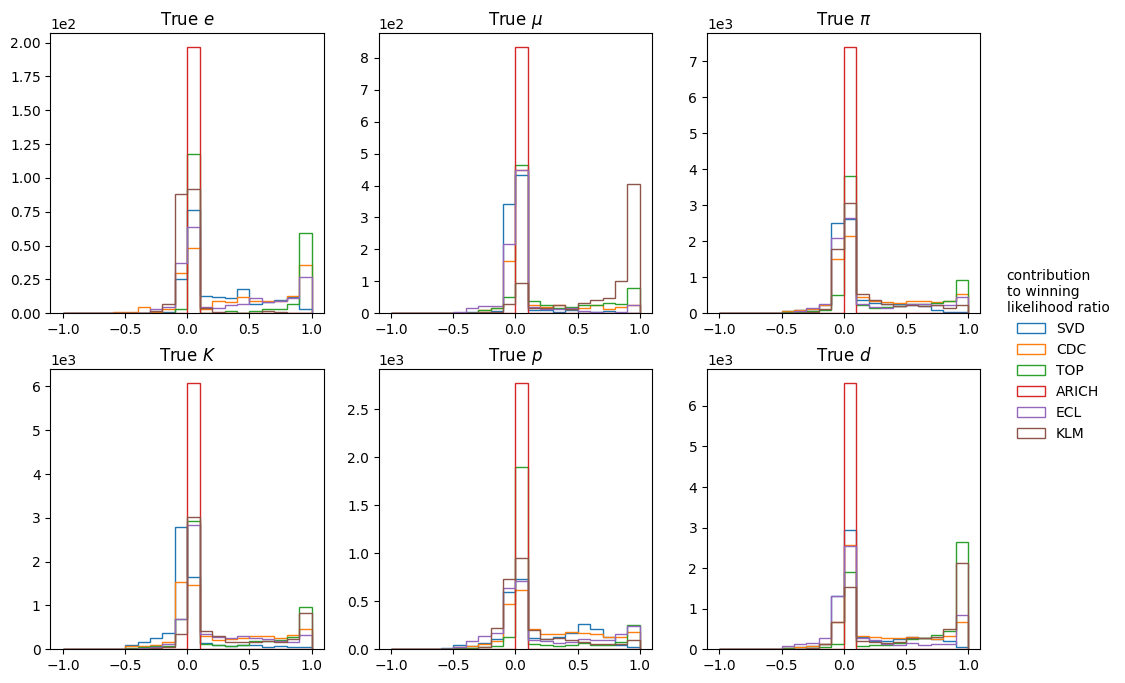 True e
1e2
2.00
1.75
1.50
1.25
1.00
0.75
0.50
0.25
0.00
−1.0 −0.5 0.0 0.5 1.0
True μ
1e2
8
7
6
5
4
3
2
1
0
−1.0 −0.5 0.0 0.5 1.0
True π
1e3
7
6
5
4
3
2
1
0
−1.0 −0.5 0.0 0.5 1.0
True K
1e3
6
5
4
3
2
1
0
−1.0 −0.5 0.0 0.5 1.0
True p
1e3
2.5
2.0
1.5
1.0
0.5
0.0
−1.0 −0.5 0.0 0.5 1.0
True d
1e3
6
5
4
3
2
1
0
−1.0 −0.5 0.0 0.5 1.0
contribution
to winning
likelihood ratio
SVD
CDC
TOP
ARICH
ECL
KLM